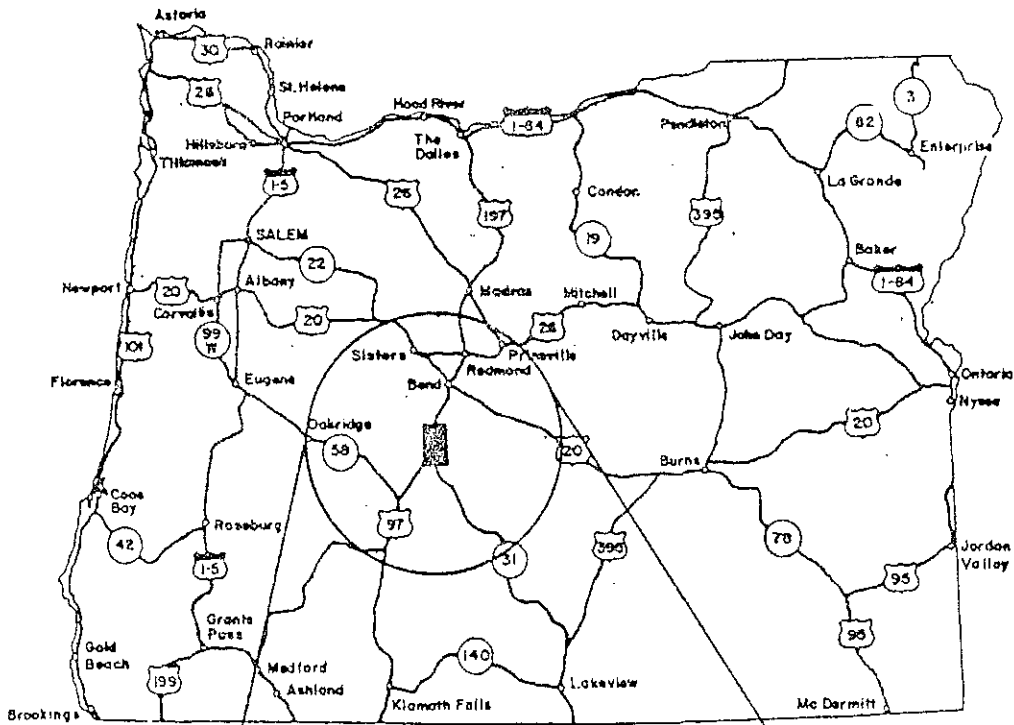 Astoria
30
Rainier
St. Helens
26
Portland
Hood River
Hillsboro
The Dalles
I-84
Pendleton
3
82
Enterprise
La Grande
Tillamook
I-5
26
197
Condon
395
19
SALEM
22
Baker
I-84
Newport
20
Albany
Corvallis
Madras
Mitchell
20
99 W
26
101
Sisters
Prineville
Dayville
John Day
Redmond
Florence
Eugene
Bend
Ontario
Nyssa
Oakridge
58
20
20
Burns
Coos Bay
97
Roseburg
42
31
395
78
Jordan Valley
I-5
95
Grants Pass
95
Gold Beach
140
Medford
199
Ashland
Lakeview
Brookings
Klamath Falls
Mc Dermitt